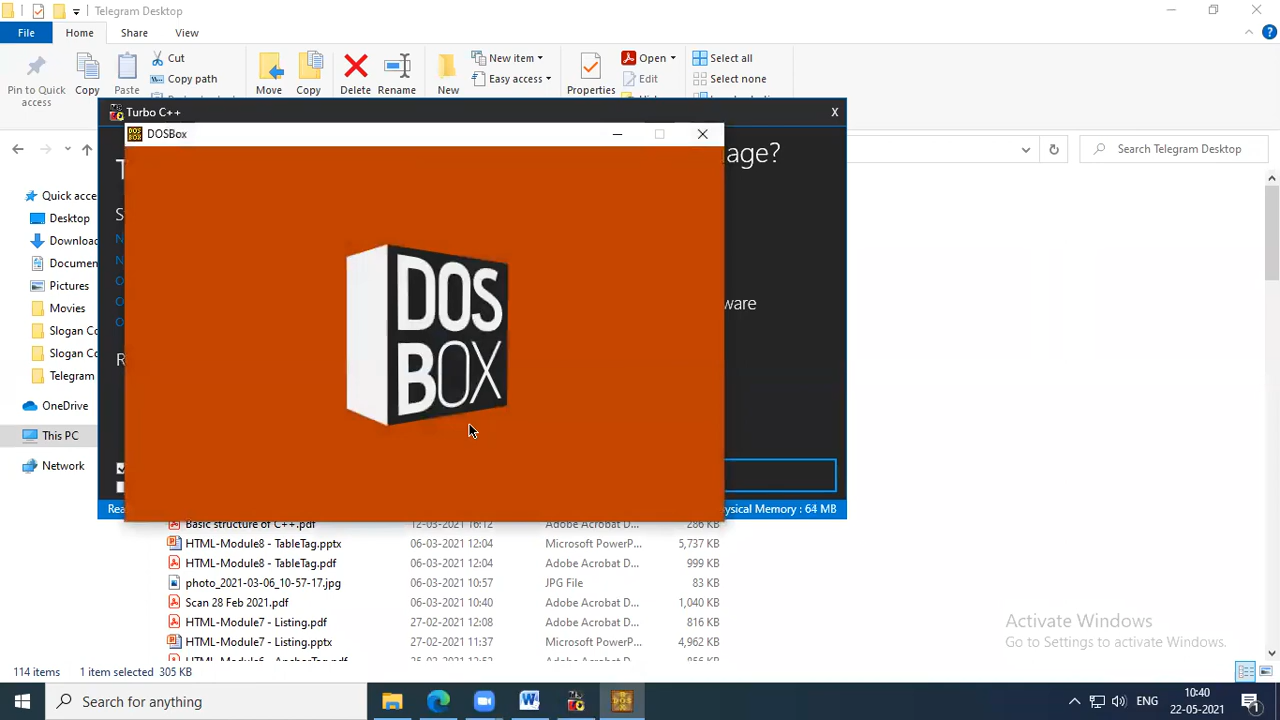 Telegram Desktop
File
Home
Share
View
Pin to Quick access
Copy
Paste
Cut
Copy path
Move
Copy
Delete
Rename
New
New item
Easy access
Properties
Open
Edit
Select all
Select none
Turbo C++
X
DOSBox
age?
Search Telegram Desktop
Quick acce
Desktop
Downloac
Documen
Pictures
Movies
Slogan Co
Slogan Co
Telegram
OneDrive
This PC
Network
DOS
BOX
ware
Rea
ysical Memory : 64 MB
Basic structure of C++.pdf 12-03-2021 16:12 Adobe Acrobat D... 286 KB
HTML-Module8 - TableTag.pptx 06-03-2021 12:04 Microsoft PowerP... 5,737 KB
HTML-Module8 - TableTag.pdf 06-03-2021 12:04 Adobe Acrobat D... 999 KB
photo_2021-03-06_10-57-17.jpg 06-03-2021 10:57 JPG File 83 KB
Scan 28 Feb 2021.pdf 06-03-2021 10:40 Adobe Acrobat D... 1,040 KB
HTML-Module7 - Listing.pdf 27-02-2021 12:08 Adobe Acrobat D... 816 KB
HTML-Module7 - Listing.pptx 27-02-2021 11:37 Microsoft PowerP... 4,962 KB
Activate Windows
Go to Settings to activate Windows.
114 items 1 item selected 305 KB
Search for anything
ENG
10:40
22-05-2021